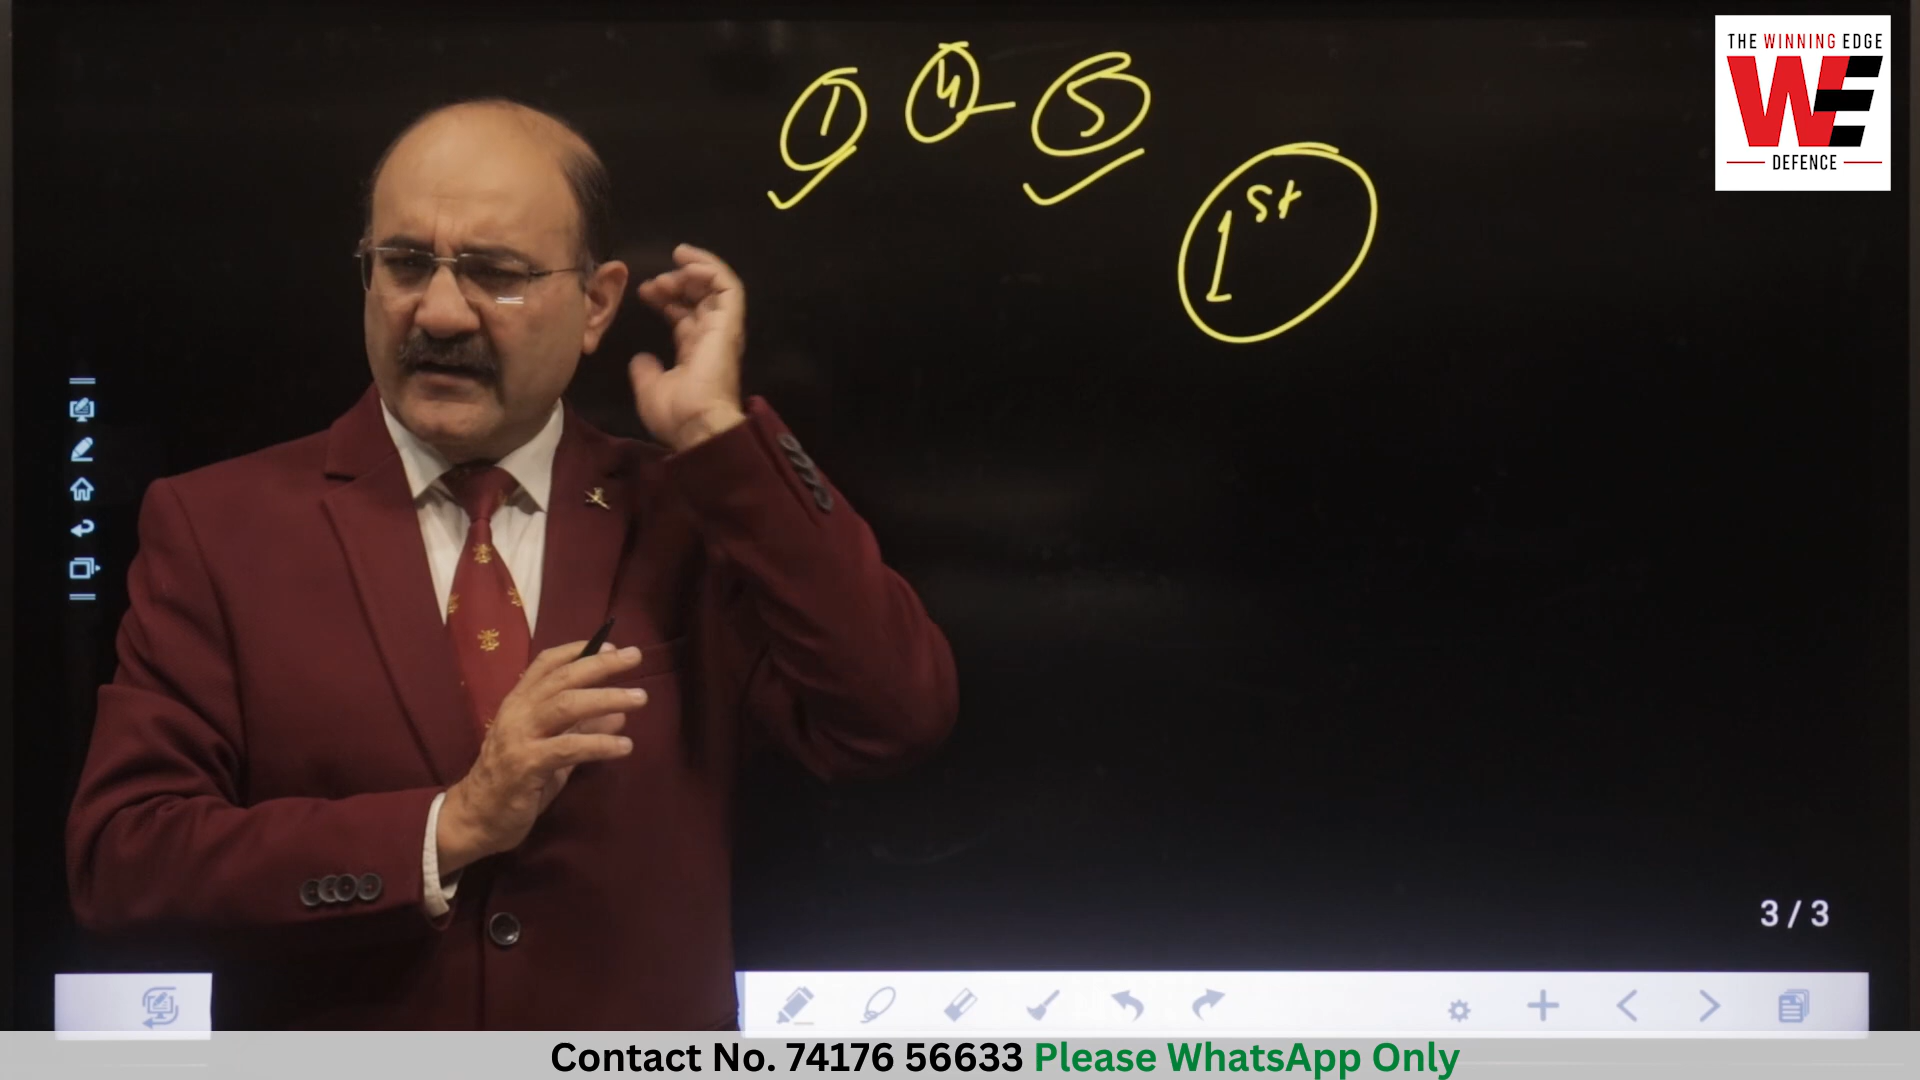 1 4 5
1st
THE WINNING EDGE
WE
DEFENCE
3 / 3
Contact No. 74176 56633 Please WhatsApp Only